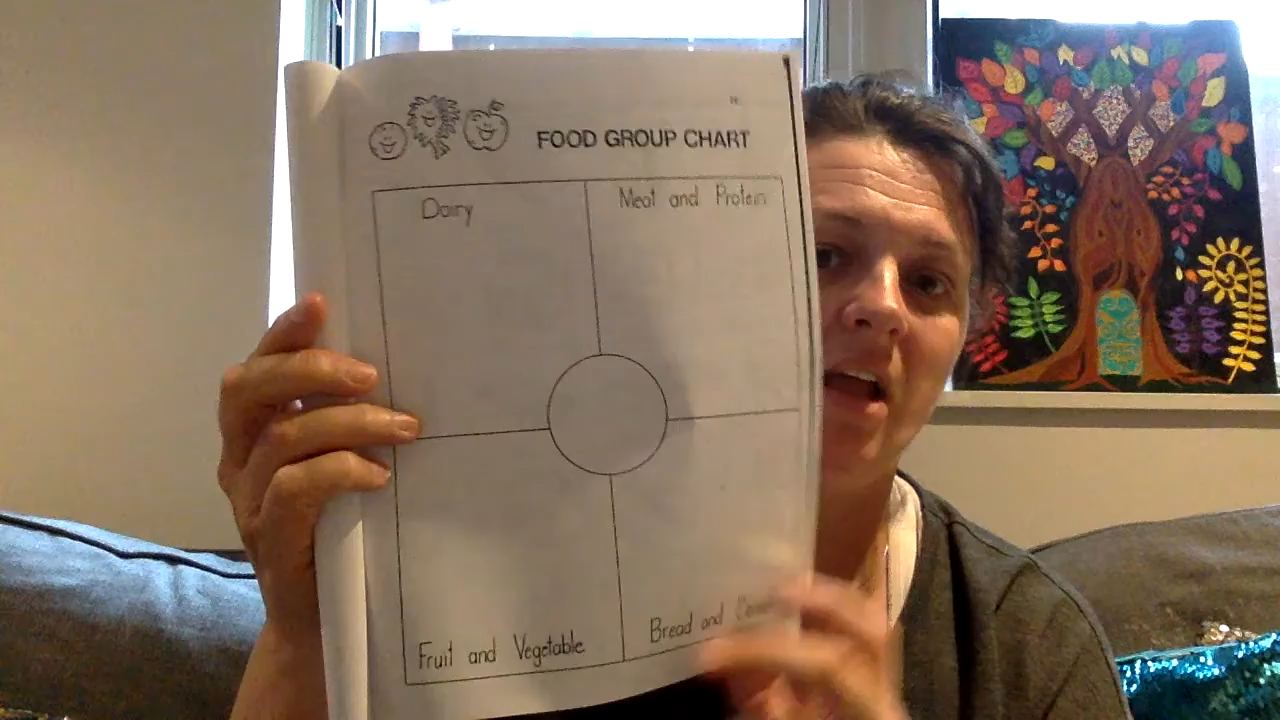 FOOD GROUP CHART
Dairy
Meat and Protein
Fruit and Vegetable
Bread and